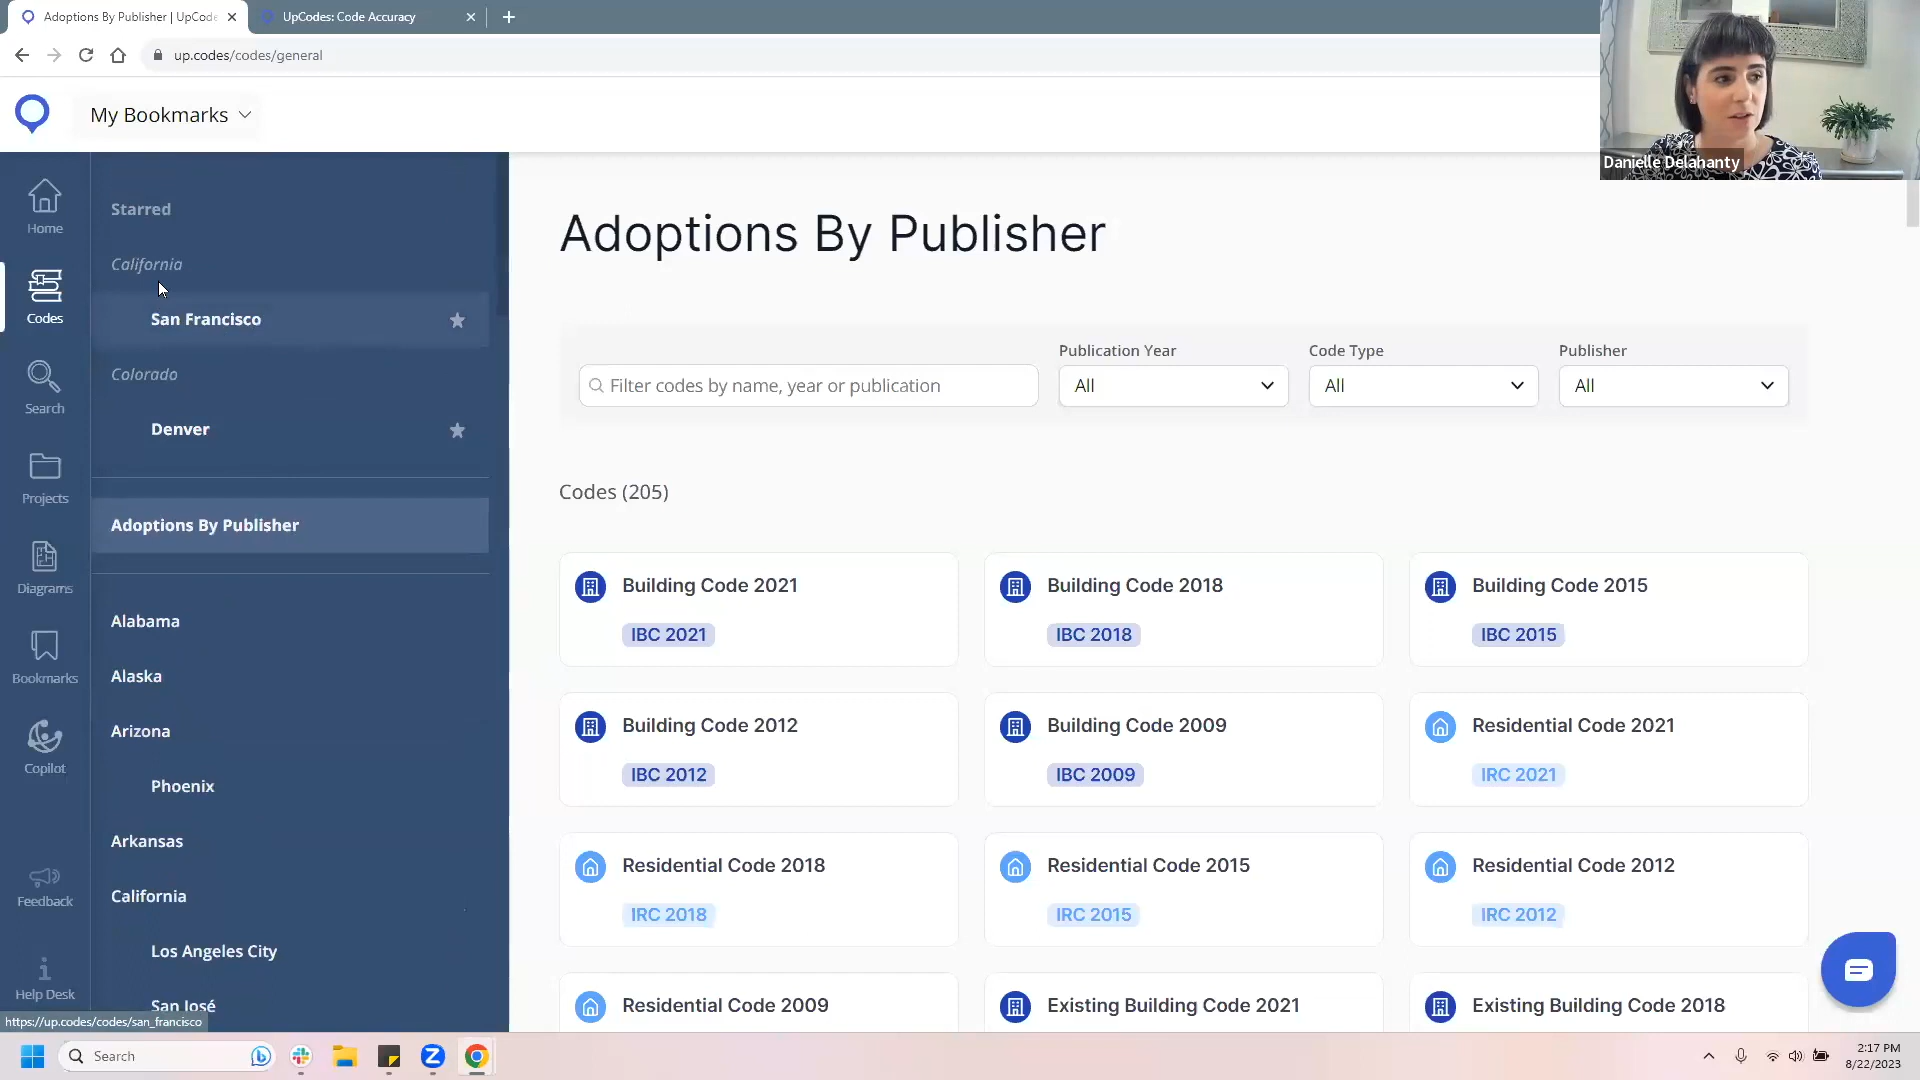 Adoptions By Publisher | UpCode
UpCodes: Code Accuracy
up.codes/codes/general
My Bookmarks
Danielle Delahanty
Home
Codes
Search
Projects
Diagrams
Bookmarks
Copilot
Feedback
Help Desk
Starred
California
San Francisco
Colorado
Denver
Adoptions By Publisher
Alabama
Alaska
Arizona
Phoenix
Arkansas
California
Los Angeles City
San José
https://up.codes/codes/san_francisco
Adoptions By Publisher
Publication Year
Code Type
Publisher
Filter codes by name, year or publication
All
All
All
Codes (205)
Building Code 2021
IBC 2021
Building Code 2018
IBC 2018
Building Code 2015
IBC 2015
Building Code 2012
IBC 2012
Building Code 2009
IBC 2009
Residential Code 2021
IRC 2021
Residential Code 2018
IRC 2018
Residential Code 2015
IRC 2015
Residential Code 2012
IRC 2012
Residential Code 2009
Existing Building Code 2021
Existing Building Code 2018
Search
2:17 PM
8/22/2023